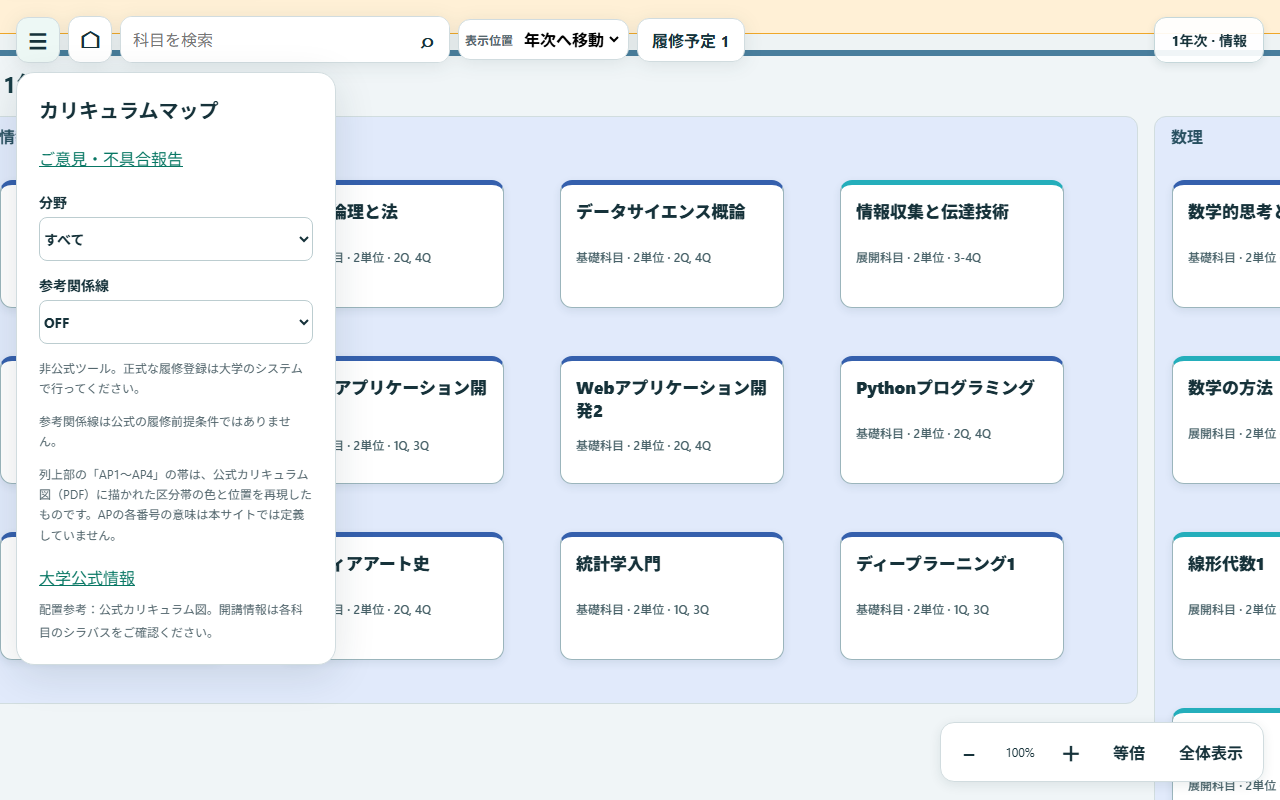 科目を検索
表示位置 年次へ移動
履修予定 1
1年次 · 情報
カリキュラムマップ
ご意見・不具合報告
分野
すべて
参考関係線
OFF
非公式ツール。正式な履修登録は大学のシステム
で行ってください。
参考関係線は公式の履修前提条件ではありませ
ん。
列上部の「AP1〜AP4」の帯は、公式カリキュラム
図（PDF）に描かれた区分帯の色と位置を再現した
ものです。APの各番号の意味は本サイトでは定義
していません。
大学公式情報
配置参考：公式カリキュラム図。開講情報は各科
目のシラバスをご確認ください。
1
情
数理
倫理と法
目 · 2単位 · 2Q, 4Q
データサイエンス概論
基礎科目 · 2単位 · 2Q, 4Q
情報収集と伝達技術
展開科目 · 2単位 · 3-4Q
数学的思考と
基礎科目 · 2単位
アプリケーション開
目 · 2単位 · 1Q, 3Q
Webアプリケーション開
発2
基礎科目 · 2単位 · 2Q, 4Q
Pythonプログラミング
基礎科目 · 2単位 · 2Q, 4Q
数学の方法
展開科目 · 2単位
ィアアート史
目 · 2単位 · 2Q, 4Q
統計学入門
基礎科目 · 2単位 · 1Q, 3Q
ディープラーニング1
基礎科目 · 2単位 · 1Q, 3Q
線形代数1
展開科目 · 2単位
展開科目 · 2単位
− 100% + 等倍 全体表示